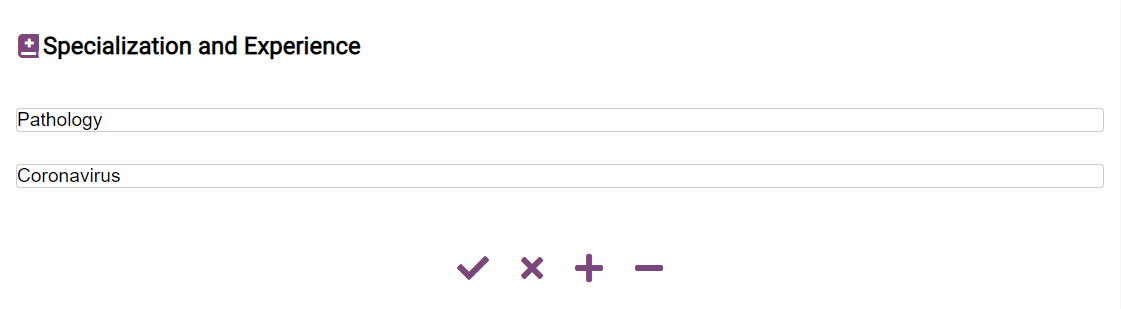 Specialization and Experience
Pathology
Coronavirus